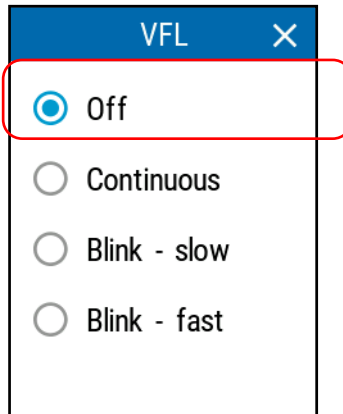 VFL
Off
Continuous
Blink - slow
Blink - fast